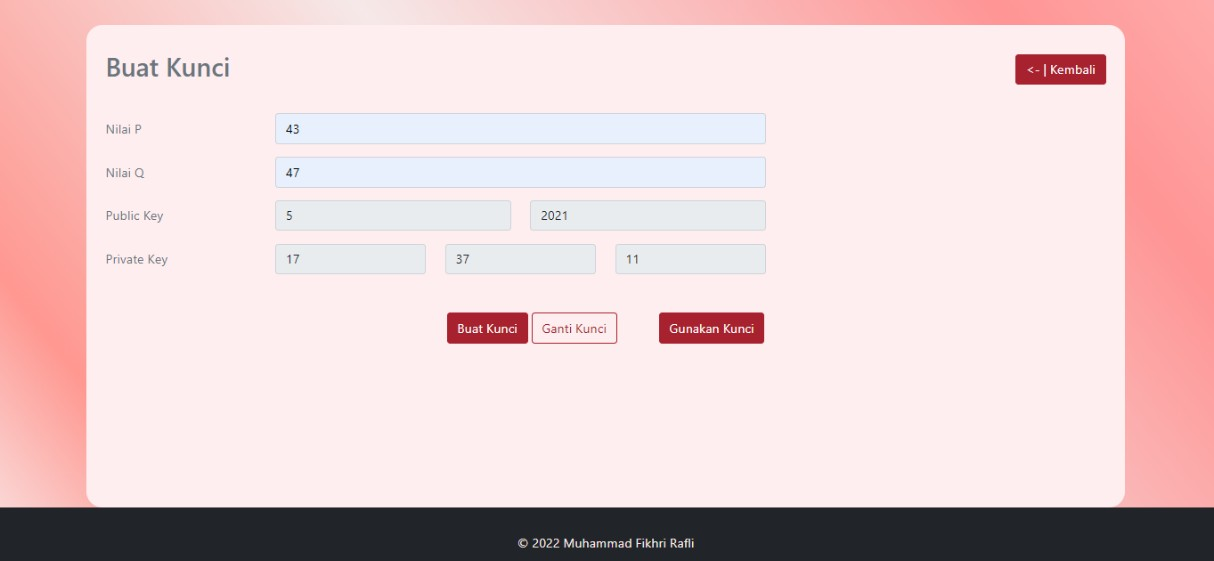 Buat Kunci
<- | Kembali
Nilai P 43
Nilai Q 47
Public Key 5 2021
Private Key 17 37 11
Buat Kunci Ganti Kunci Gunakan Kunci
© 2022 Muhammad Fikhri Rafli